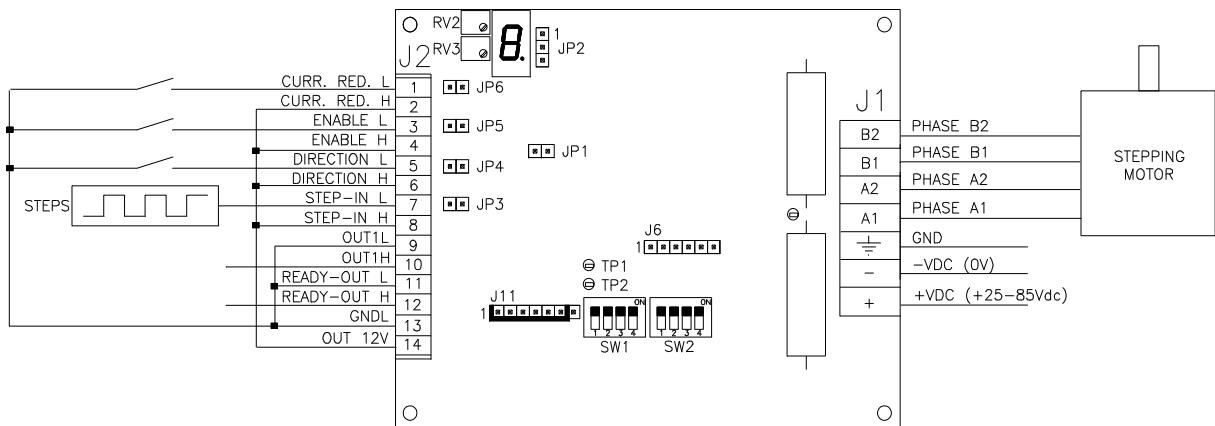 RV2
RV3
8.
1
JP2
J2
CURR. RED. L
1
JP6
CURR. RED. H
2
ENABLE L
3
JP5
ENABLE H
4
JP1
DIRECTION L
5
JP4
DIRECTION H
6
STEPS
STEP-IN L
7
JP3
STEP-IN H
8
OUT1L
9
OUT1H
10
READY-OUT L
11
READY-OUT H
12
GNDL
13
OUT 12V
14
J6
1
TP1
TP2
J11
1
ON
1 2 3 4
SW1
ON
1 2 3 4
SW2
J1
B2
PHASE B2
B1
PHASE B1
A2
PHASE A2
A1
PHASE A1
GND
-
-VDC (0V)
+
+VDC (+25-85Vdc)
STEPPING
MOTOR